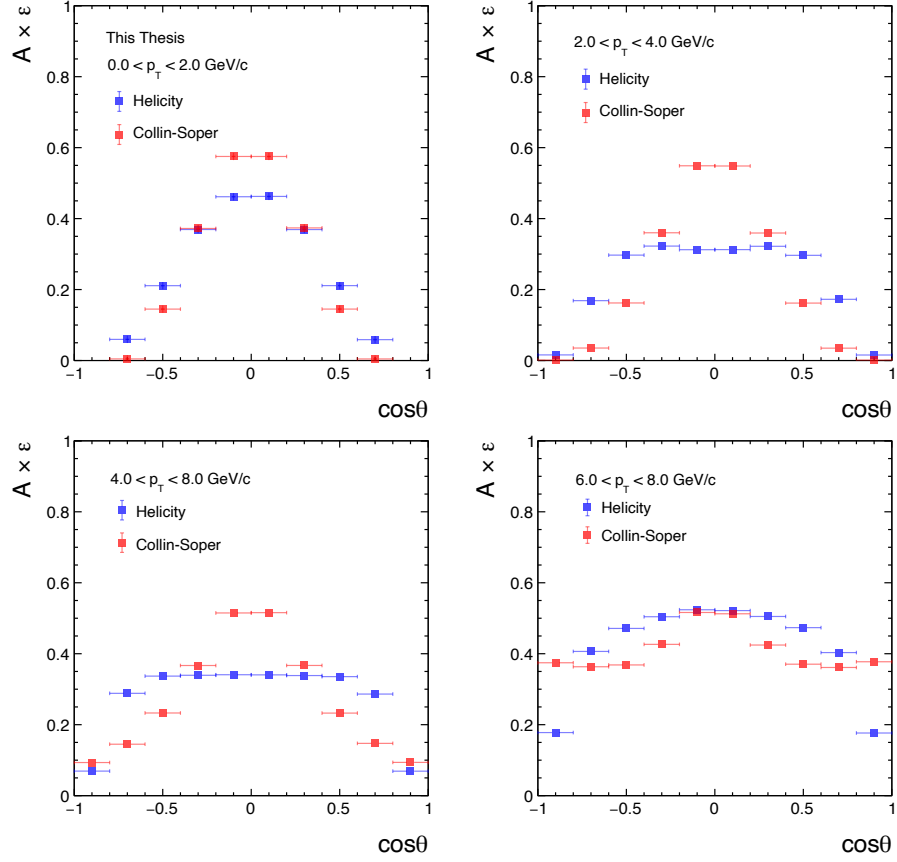 A × ε
1
0.8
0.6
0.4
0.2
0
This Thesis
0.0 < p_T < 2.0 GeV/c
Helicity
Collin-Soper
−1 −0.5 0 0.5 1
cosθ
A × ε
1
0.8
0.6
0.4
0.2
0
2.0 < p_T < 4.0 GeV/c
Helicity
Collin-Soper
−1 −0.5 0 0.5 1
cosθ
A × ε
1
0.8
0.6
0.4
0.2
0
4.0 < p_T < 8.0 GeV/c
Helicity
Collin-Soper
−1 −0.5 0 0.5 1
cosθ
A × ε
1
0.8
0.6
0.4
0.2
0
6.0 < p_T < 8.0 GeV/c
Helicity
Collin-Soper
−1 −0.5 0 0.5 1
cosθ